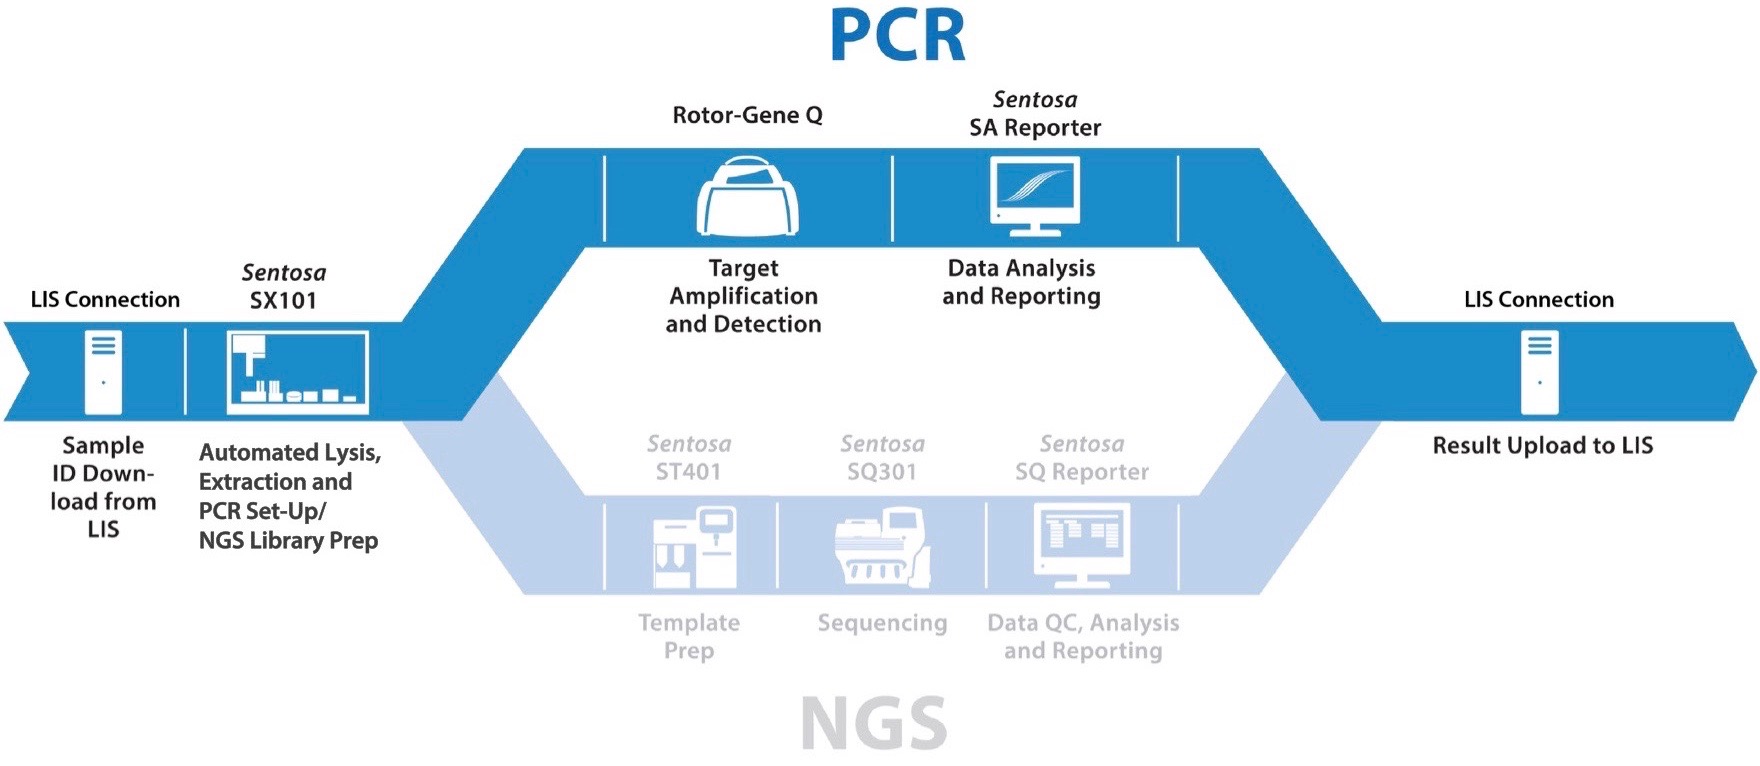 PCR
Rotor-Gene Q
Sentosa
SA Reporter
Target
Amplification
and Detection
Data Analysis
and Reporting
LIS Connection
Sentosa
SX101
Sample
ID Down-
load from
LIS
Automated Lysis,
Extraction and
PCR Set-Up/
NGS Library Prep
LIS Connection
Result Upload to LIS
Sentosa
ST401
Sentosa
SQ301
Sentosa
SQ Reporter
Template
Prep
Sequencing
Data QC, Analysis
and Reporting
NGS